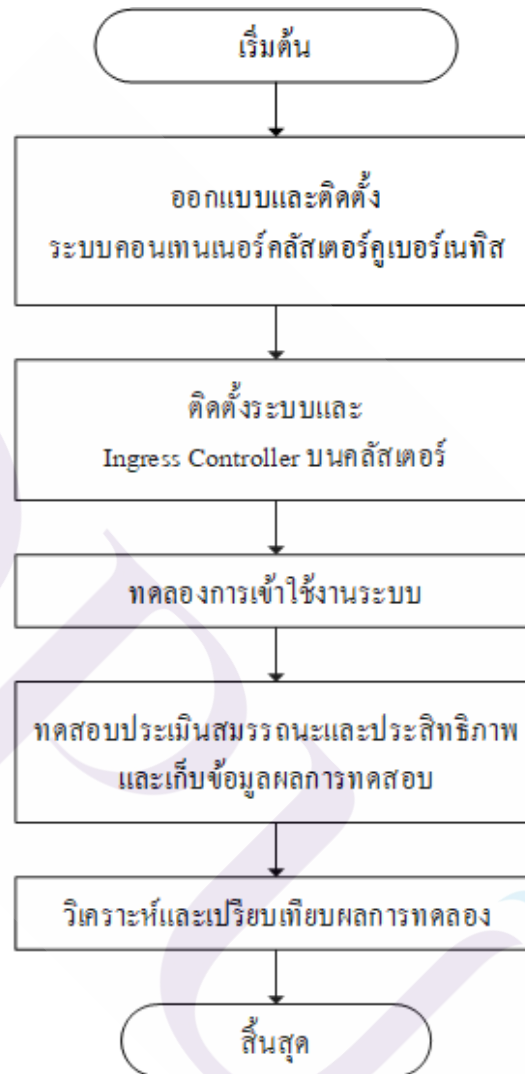 เริ่มต้น
ออกแบบและติดตั้ง
ระบบคอนเทนเนอร์คลัสเตอร์คูเบอร์เนทิส
ติดตั้งระบบและ
Ingress Controller บนคลัสเตอร์
ทดลองการเข้าใช้งานระบบ
ทดสอบประเมินสมรรถนะและประสิทธิภาพ
และเก็บข้อมูลผลการทดสอบ
วิเคราะห์และเปรียบเทียบผลการทดลอง
สิ้นสุด